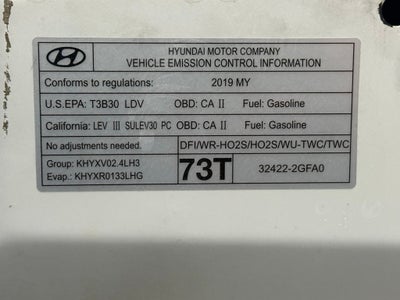 HYUNDAI MOTOR COMPANY
VEHICLE EMISSION CONTROL INFORMATION
Conforms to regulations: 2019 MY
U.S.EPA: T3B30 LDV OBD: CA II Fuel: Gasoline
California: LEV III SULEV30 PC OBD: CA II Fuel: Gasoline
No adjustments needed. DFI/WR-HO2S/HO2S/WU-TWC/TWC
Group: KHYXV02.4LH3
Evap.: KHYXR0133LHG
73T 32422-2GFA0